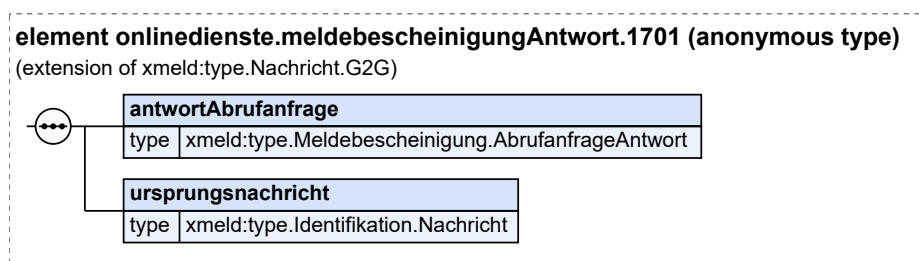 element onlinedienste.meldebescheinigungAntwort.1701 (anonymous type)
(extension of xmeld:type.Nachricht.G2G)
antwortAbrufanfrage
type xmeld:type.Meldebescheinigung.AbrufanfrageAntwort
ursprungsnachricht
type xmeld:type.Identifikation.Nachricht